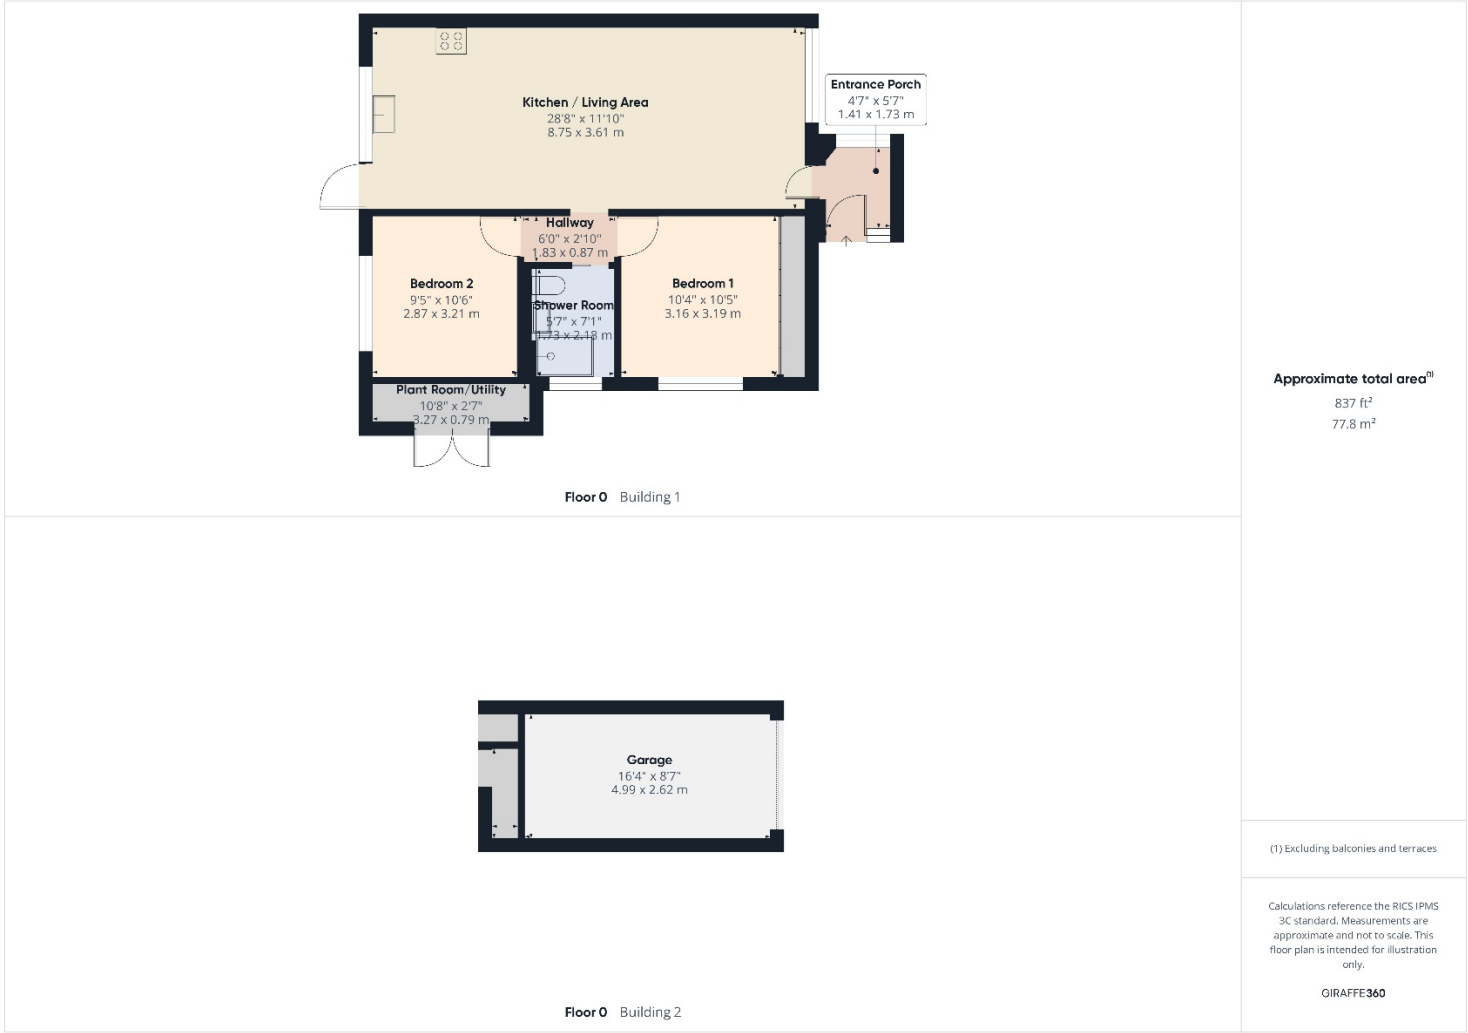 Entrance Porch
4'7" x 5'7"
1.41 x 1.73 m
Kitchen / Living Area
28'8" x 11'10"
8.75 x 3.61 m
Hallway
6'0" x 2'10"
1.83 x 0.87 m
Bedroom 2
9'5" x 10'6"
2.87 x 3.21 m
Shower Room
5'7" x 7'1"
1.73 x 2.18 m
Bedroom 1
10'4" x 10'5"
3.16 x 3.19 m
Plant Room/Utility
10'8" x 2'7"
3.27 x 0.79 m
Floor 0 Building 1
Garage
16'4" x 8'7"
4.99 x 2.62 m
Floor 0 Building 2
Approximate total area(1)
837 ft²
77.8 m²
(1) Excluding balconies and terraces
Calculations reference the RICS IPMS
3C standard. Measurements are
approximate and not to scale. This
floor plan is intended for illustration
only.
GIRAFFE360